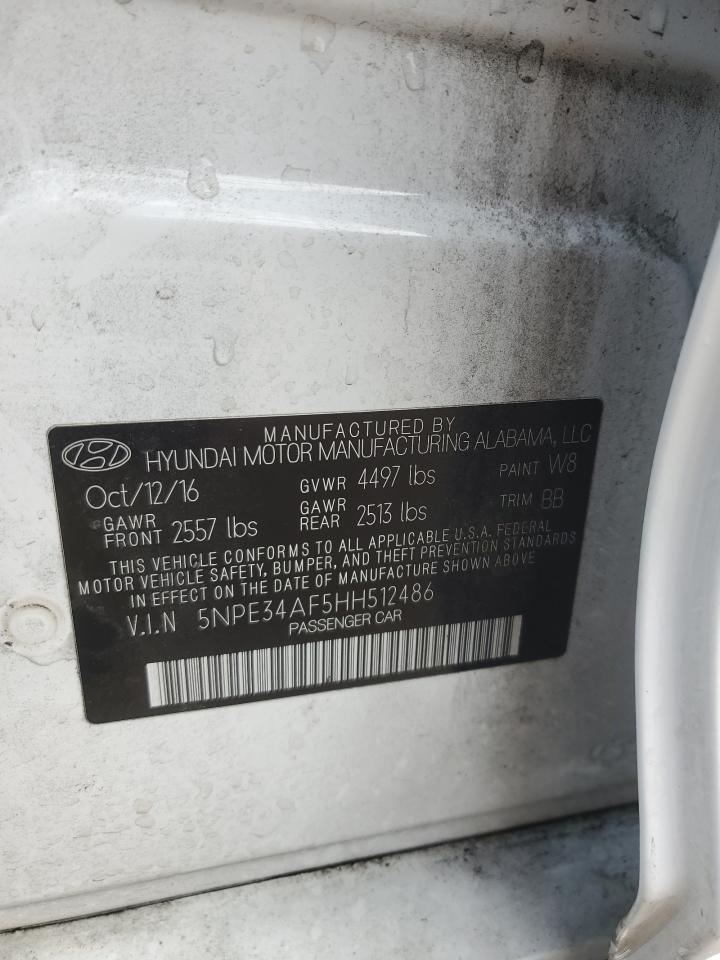 MANUFACTURED BY
HYUNDAI MOTOR MANUFACTURING ALABAMA, LLC
Oct/12/16 GVWR 4497 lbs PAINT W8
GAWR FRONT 2557 lbs GAWR REAR 2513 lbs TRIM BB
THIS VEHICLE CONFORMS TO ALL APPLICABLE U.S.A. FEDERAL
MOTOR VEHICLE SAFETY, BUMPER, AND THEFT PREVENTION STANDARDS
IN EFFECT ON THE DATE OF MANUFACTURE SHOWN ABOVE
V.I.N 5NPE34AF5HH512486
PASSENGER CAR